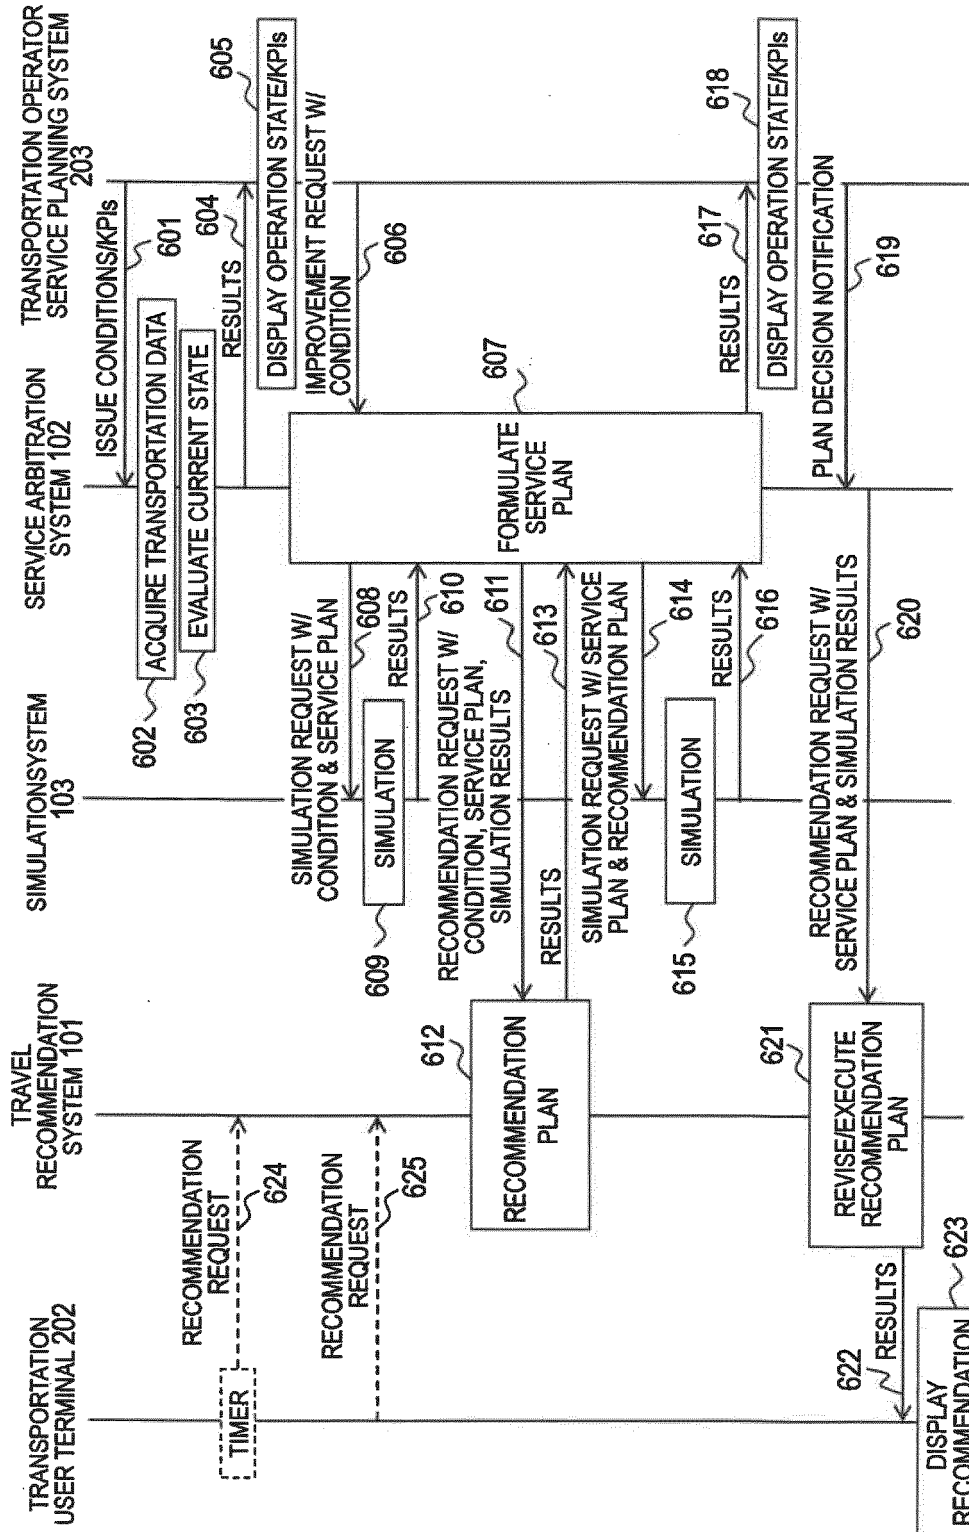 TRANSPORTATION
USER TERMINAL 202
TRAVEL
RECOMMENDATION
SYSTEM 101
SIMULATIONSYSTEM
103
SERVICE ARBITRATION
SYSTEM 102
TRANSPORTATION OPERATOR
SERVICE PLANNING SYSTEM
203
ISSUE CONDITIONS/KPIs
601
ACQUIRE TRANSPORTATION DATA
602
EVALUATE CURRENT STATE
603
RESULTS
604
DISPLAY OPERATION STATE/KPIs
605
TIMER
RECOMMENDATION
REQUEST
624
RECOMMENDATION
REQUEST
625
IMPROVEMENT REQUEST W/
CONDITION
606
FORMULATE
SERVICE
PLAN
607
SIMULATION REQUEST W/
CONDITION & SERVICE PLAN
608
SIMULATION
609
RESULTS
610
RECOMMENDATION REQUEST W/
CONDITION, SERVICE PLAN,
SIMULATION RESULTS
611
RECOMMENDATION
PLAN
612
RESULTS
613
SIMULATION REQUEST W/ SERVICE
PLAN & RECOMMENDATION PLAN
614
SIMULATION
615
RESULTS
616
RESULTS
617
DISPLAY OPERATION STATE/KPIs
618
PLAN DECISION NOTIFICATION
619
RECOMMENDATION REQUEST W/
SERVICE PLAN & SIMULATION RESULTS
620
REVISE/EXECUTE
RECOMMENDATION
PLAN
621
RESULTS
622
DISPLAY
RECOMMENDATION
623